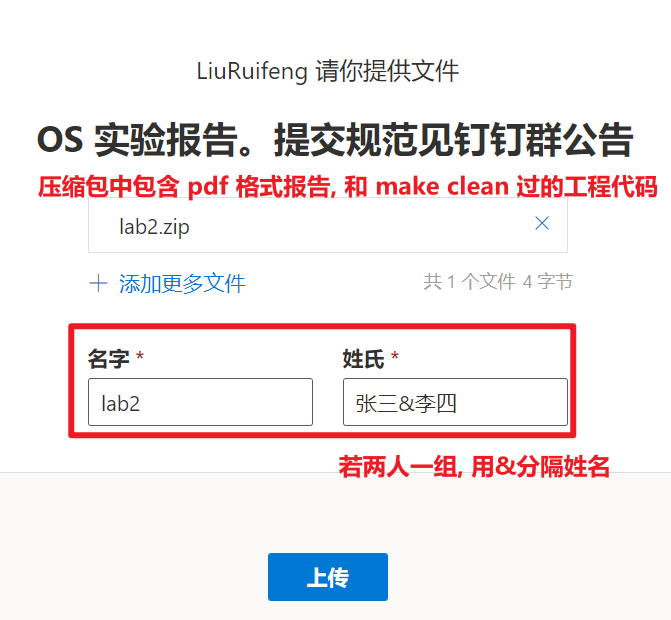 LiuRuifeng 请你提供文件
OS 实验报告。提交规范见钉钉群公告
压缩包中包含 pdf 格式报告, 和 make clean 过的工程代码
lab2.zip
添加更多文件 共 1 个文件 4 字节
名字 * 姓氏 *
lab2 张三&李四
若两人一组, 用&分隔姓名
上传